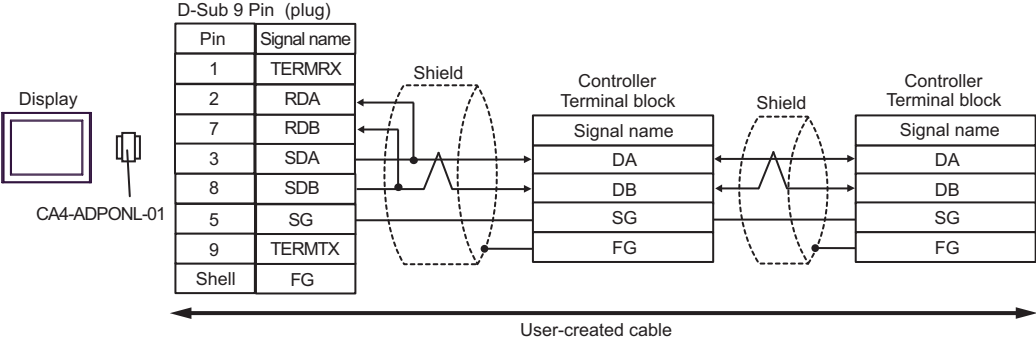 D-Sub 9 Pin (plug)
Pin Signal name
1 TERMRX
2 RDA
7 RDB
3 SDA
8 SDB
5 SG
9 TERMTX
Shell FG
Display
CA4-ADPONL-01
Shield
Controller
Terminal block
Signal name
DA
DB
SG
FG
Shield
Controller
Terminal block
Signal name
DA
DB
SG
FG
User-created cable